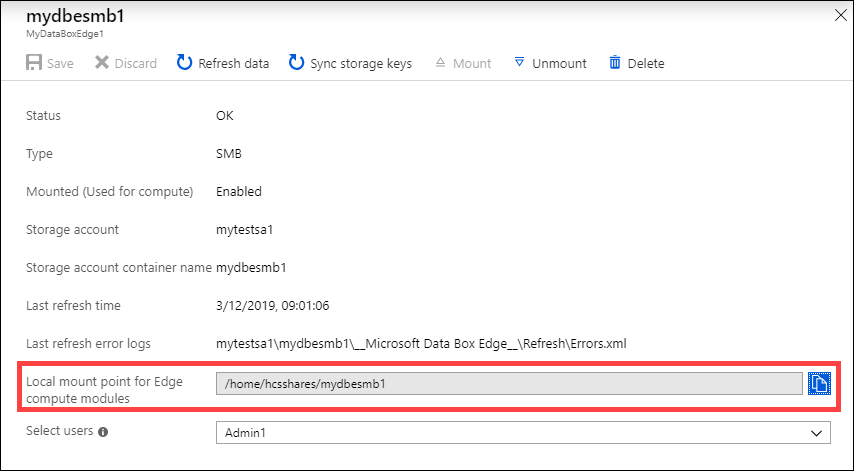 mydbesmb1
MyDataBoxEdge1
Save Discard Refresh data Sync storage keys Mount Unmount Delete
Status OK
Type SMB
Mounted (Used for compute) Enabled
Storage account mytestsa1
Storage account container name mydbesmb1
Last refresh time 3/12/2019, 09:01:06
Last refresh error logs mytestsa1\mydbesmb1\__Microsoft Data Box Edge__\Refresh\Errors.xml
Local mount point for Edge
compute modules
/home/hcsshares/mydbesmb1
Select users Admin1